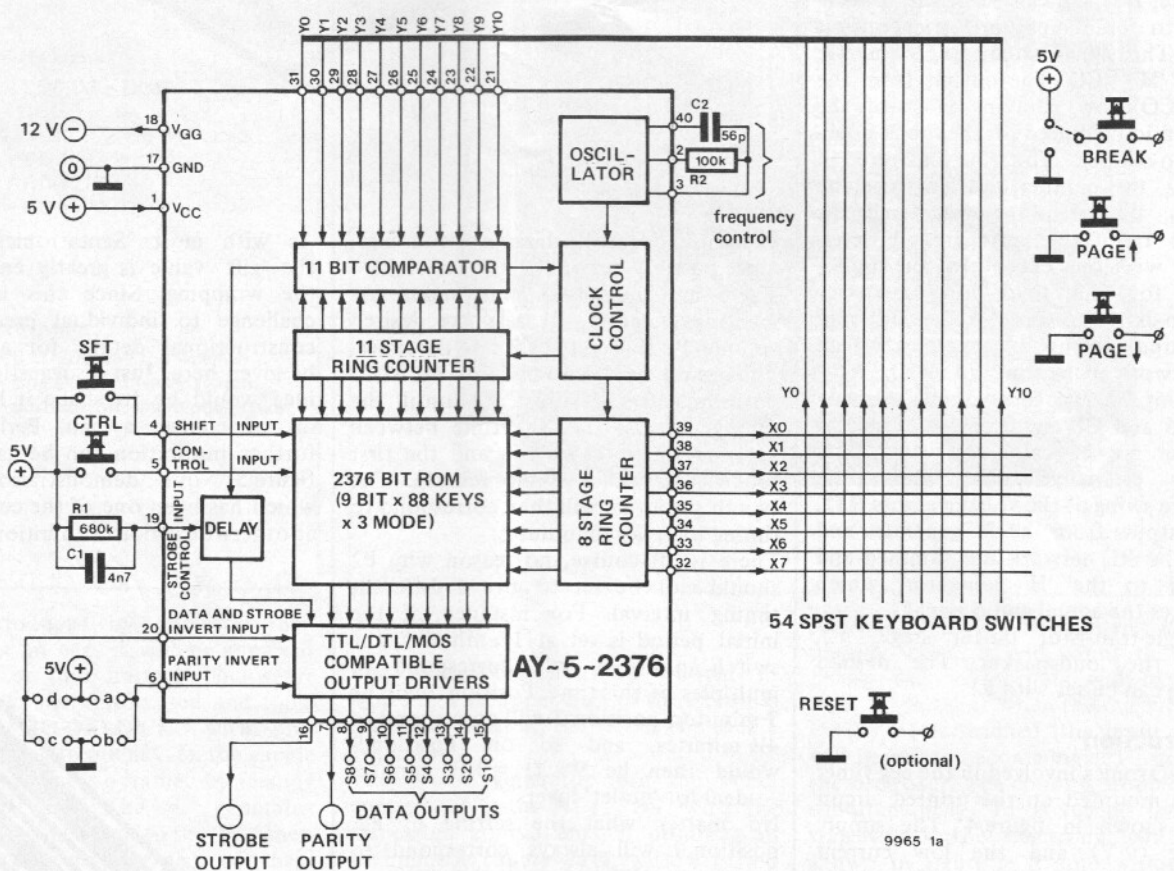 Y0 Y1 Y2 Y3 Y4 Y5 Y6 Y7 Y8 Y9 Y10
31 30 29 28 27 26 25 24 23 22 21
12 V
18
VGG
0
17
GND
5 V
1
VCC
OSCIL-
LATOR
40
2
3
C2
56p
100k
R2
frequency
control
5V
BREAK
PAGE↑
PAGE↓
11 BIT COMPARATOR
11 STAGE
RING COUNTER
CLOCK
CONTROL
SFT
CTRL
5V
4
SHIFT INPUT
5
CON-
TROL INPUT
R1
680k
C1
4n7
19
STROBE CONTROL INPUT
DELAY
2376 BIT ROM
(9 BIT x 88 KEYS
x 3 MODE)
8 STAGE
RING
COUNTER
Y0
Y10
39 X0
38 X1
37 X2
36 X3
35 X4
34 X5
33 X6
32 X7
54 SPST KEYBOARD SWITCHES
DATA AND STROBE
20
INVERT INPUT
PARITY INVERT
6
INPUT
5V
d
a
c
b
TTL/DTL/MOS
COMPATIBLE
OUTPUT DRIVERS
AY-5-2376
16 7 8 9 10 11 12 13 14 15
S8 S7 S6 S5 S4 S3 S2 S1
DATA OUTPUTS
STROBE
OUTPUT
PARITY
OUTPUT
RESET
(optional)
9965 1a